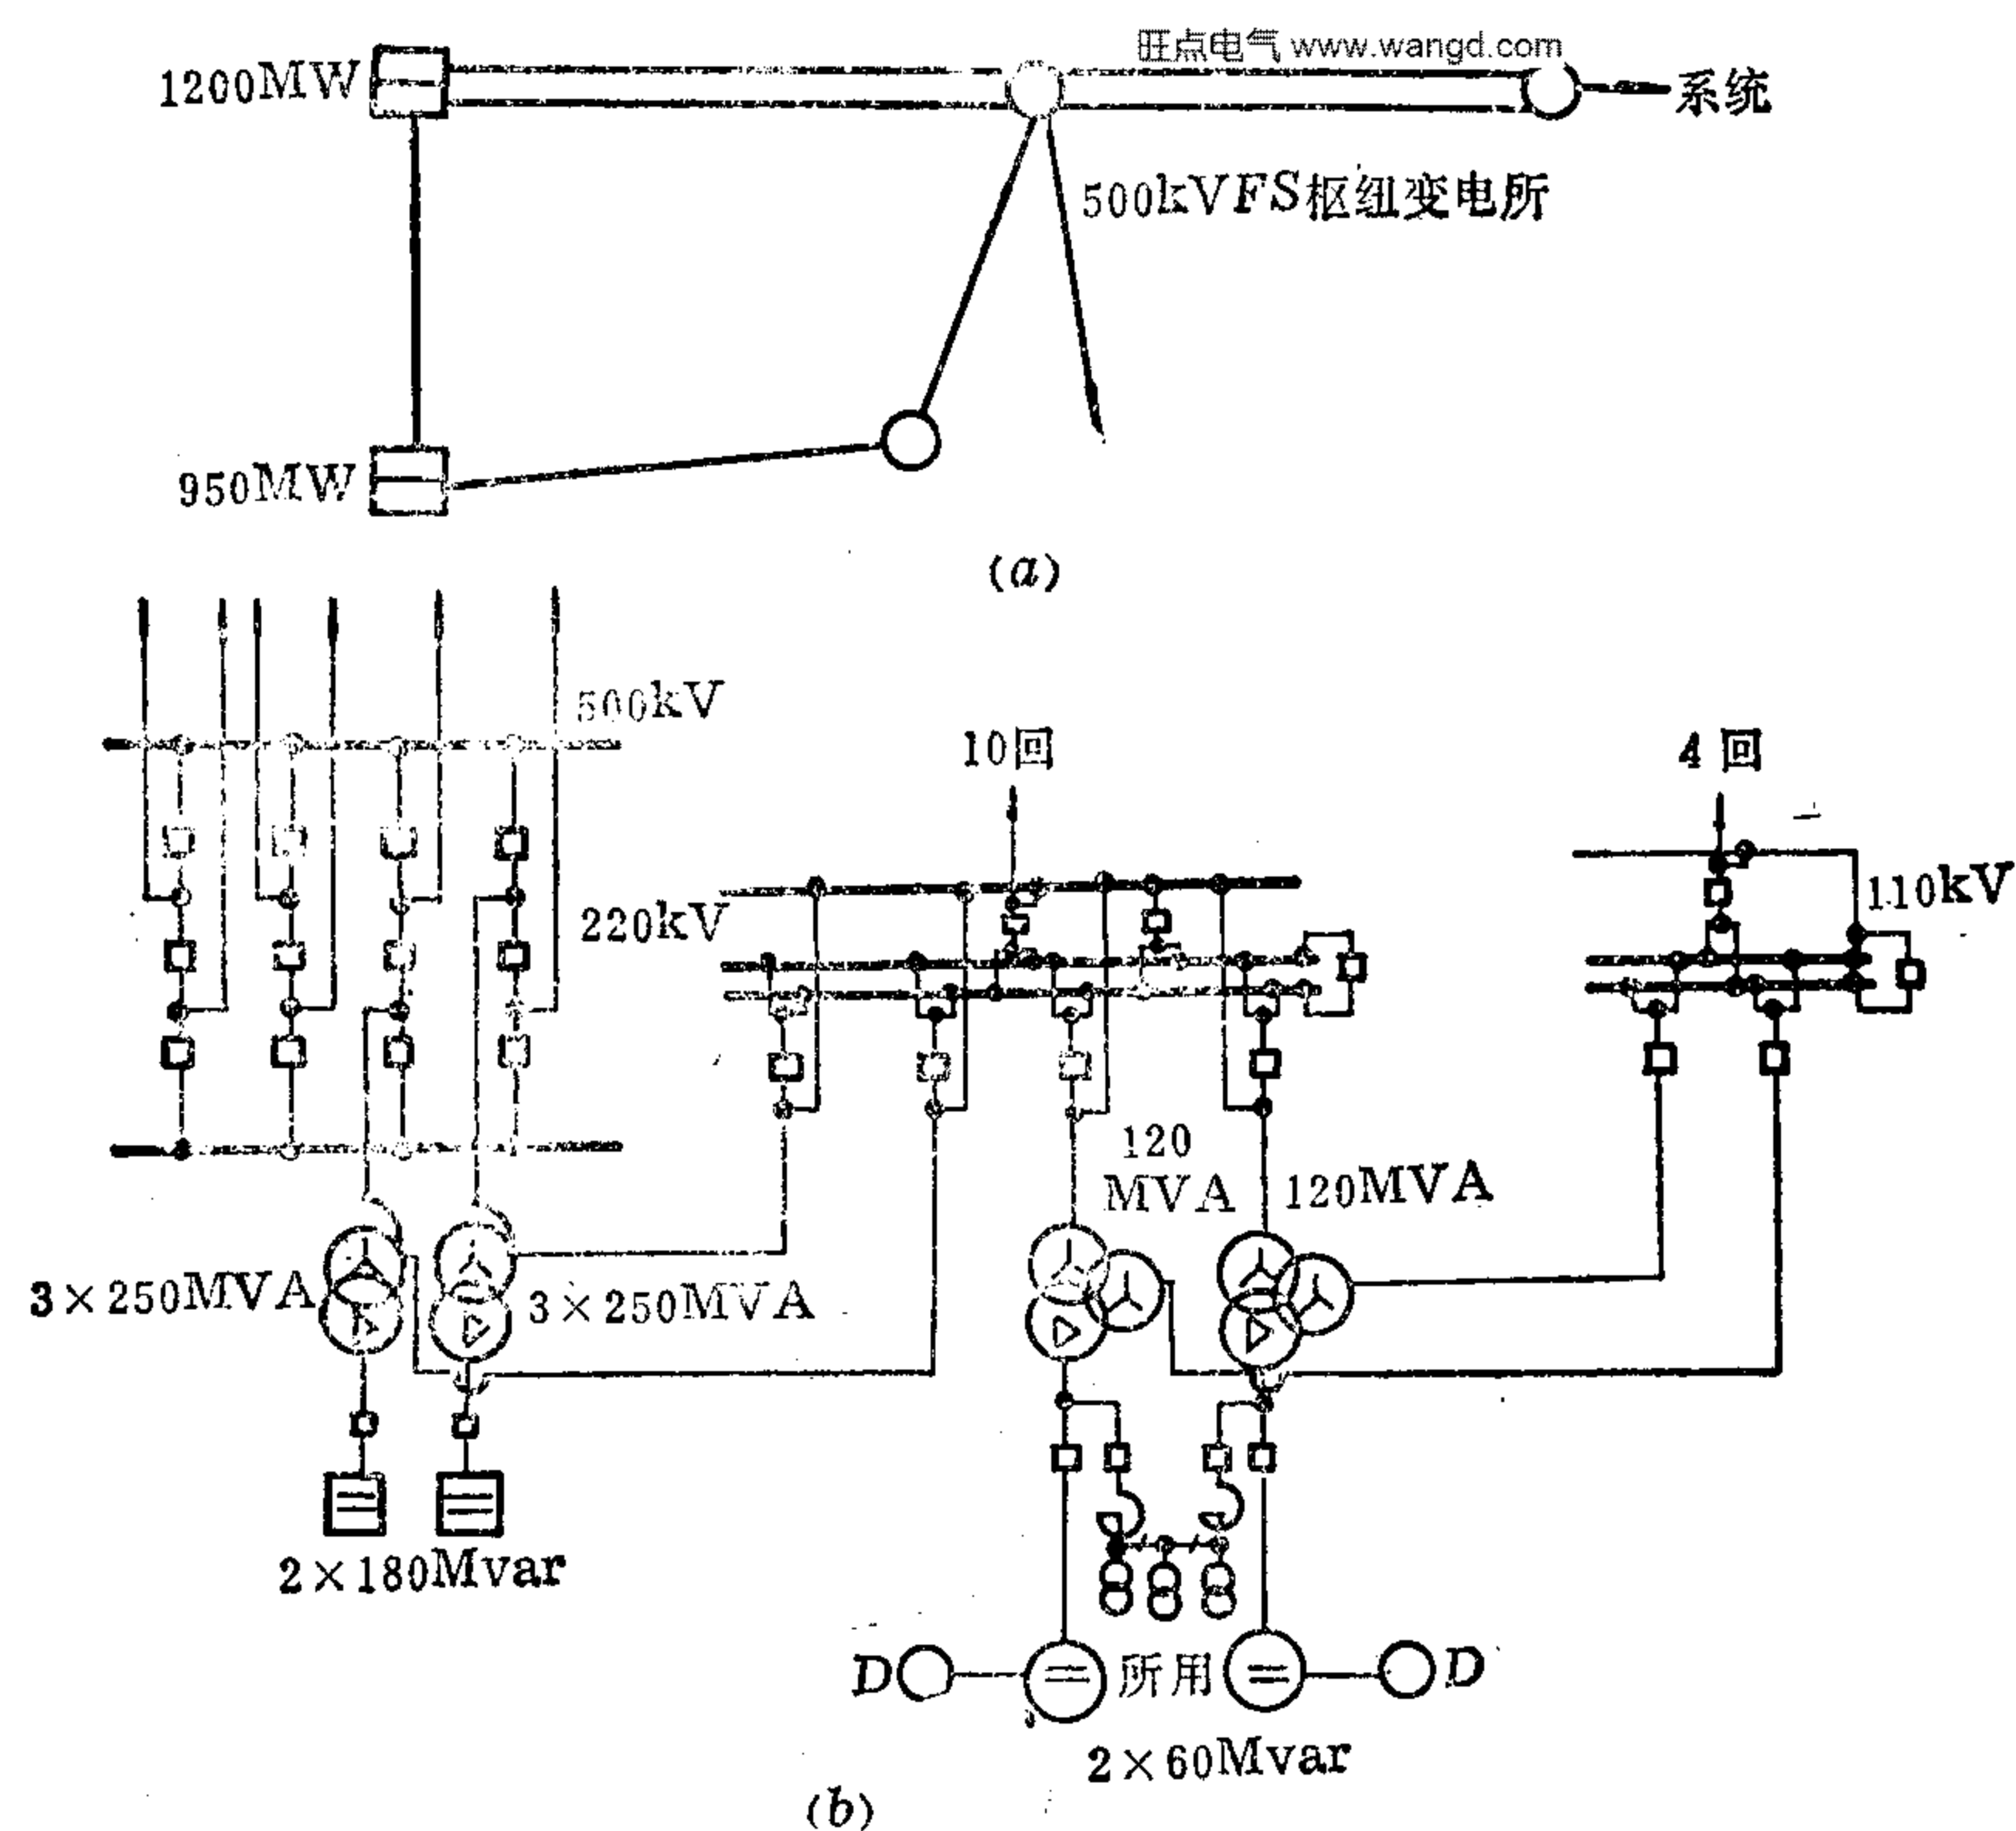 旺点电气 www.wangd.com
1200MW
系统
500kVFS枢纽变电所
950MW
(a)
500kV
10回
4回
220kV
110kV
120
MVA
120MVA
3×250MVA
3×250MVA
2×180Mvar
D
所用
D
2×60Mvar
(b)